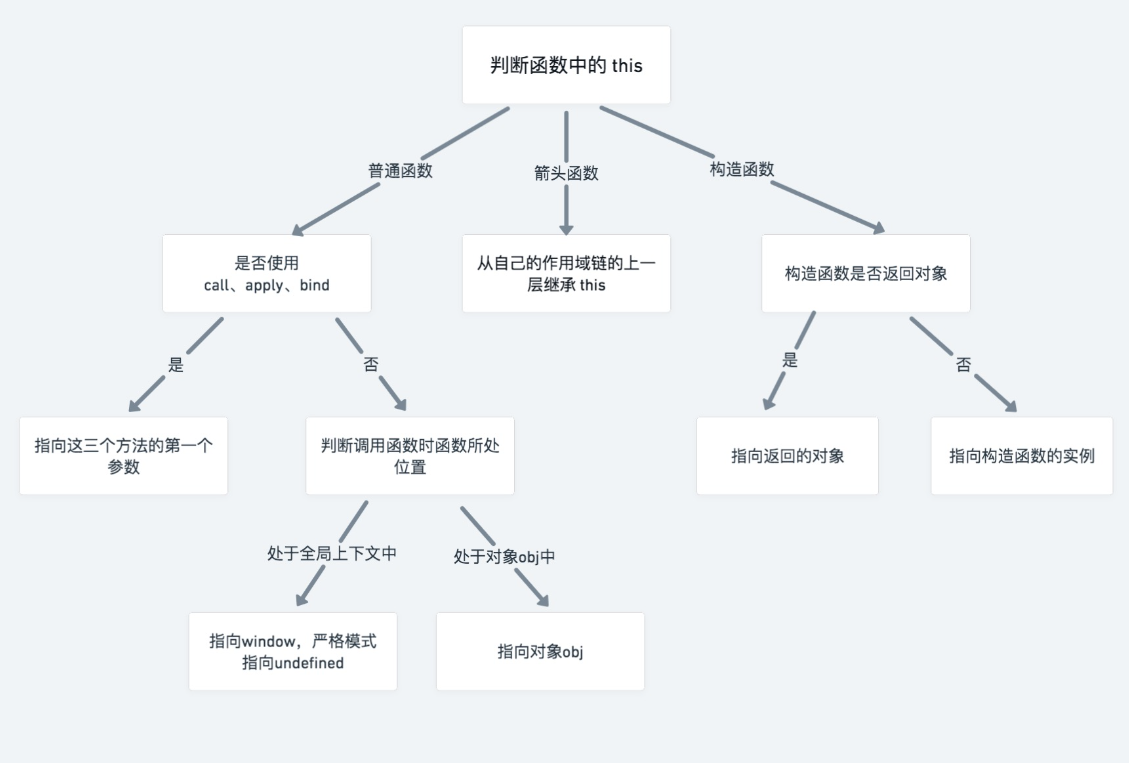 判断函数中的 this
普通函数
箭头函数
构造函数
是否使用
call、apply、bind
从自己的作用域链的上一
层继承 this
构造函数是否返回对象
是
否
是
否
指向这三个方法的第一个
参数
判断调用函数时函数所处
位置
指向返回的对象
指向构造函数的实例
处于全局上下文中
处于对象obj中
指向window，严格模式
指向undefined
指向对象obj